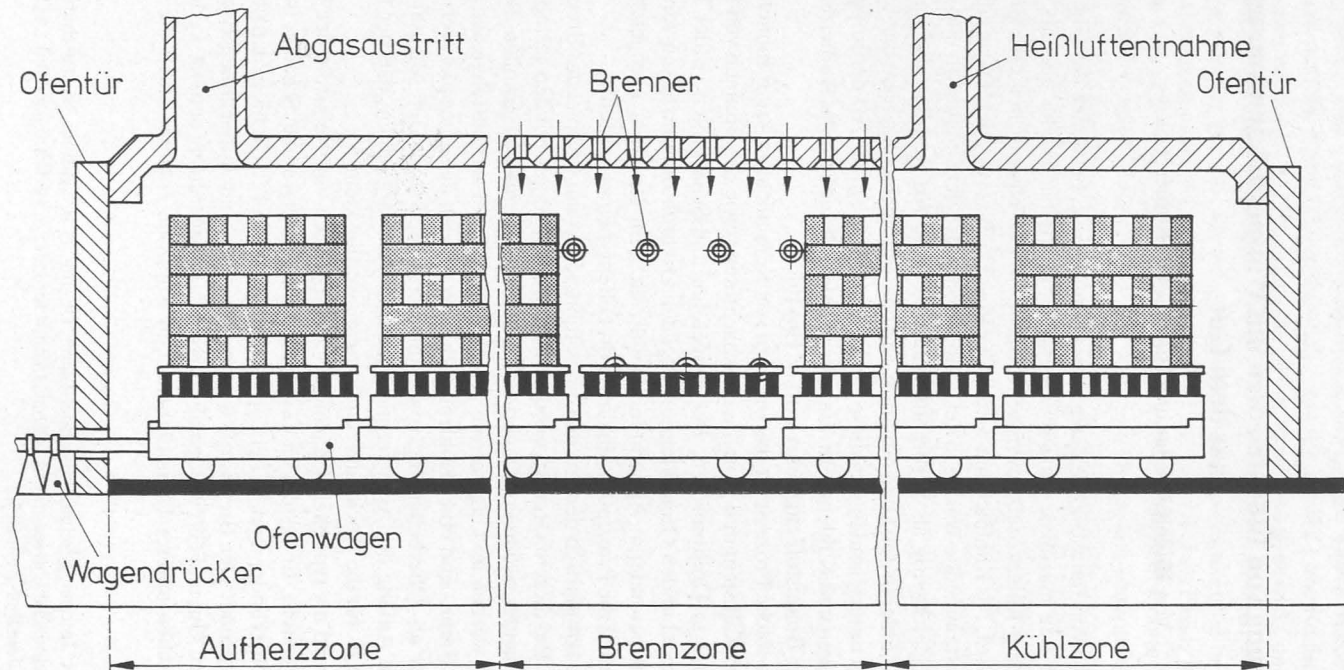 Abgasaustritt
Heißluftentnahme
Ofentür
Brenner
Ofentür
Ofenwagen
Wagendrücker
Aufheizzone
Brennzone
Kühlzone